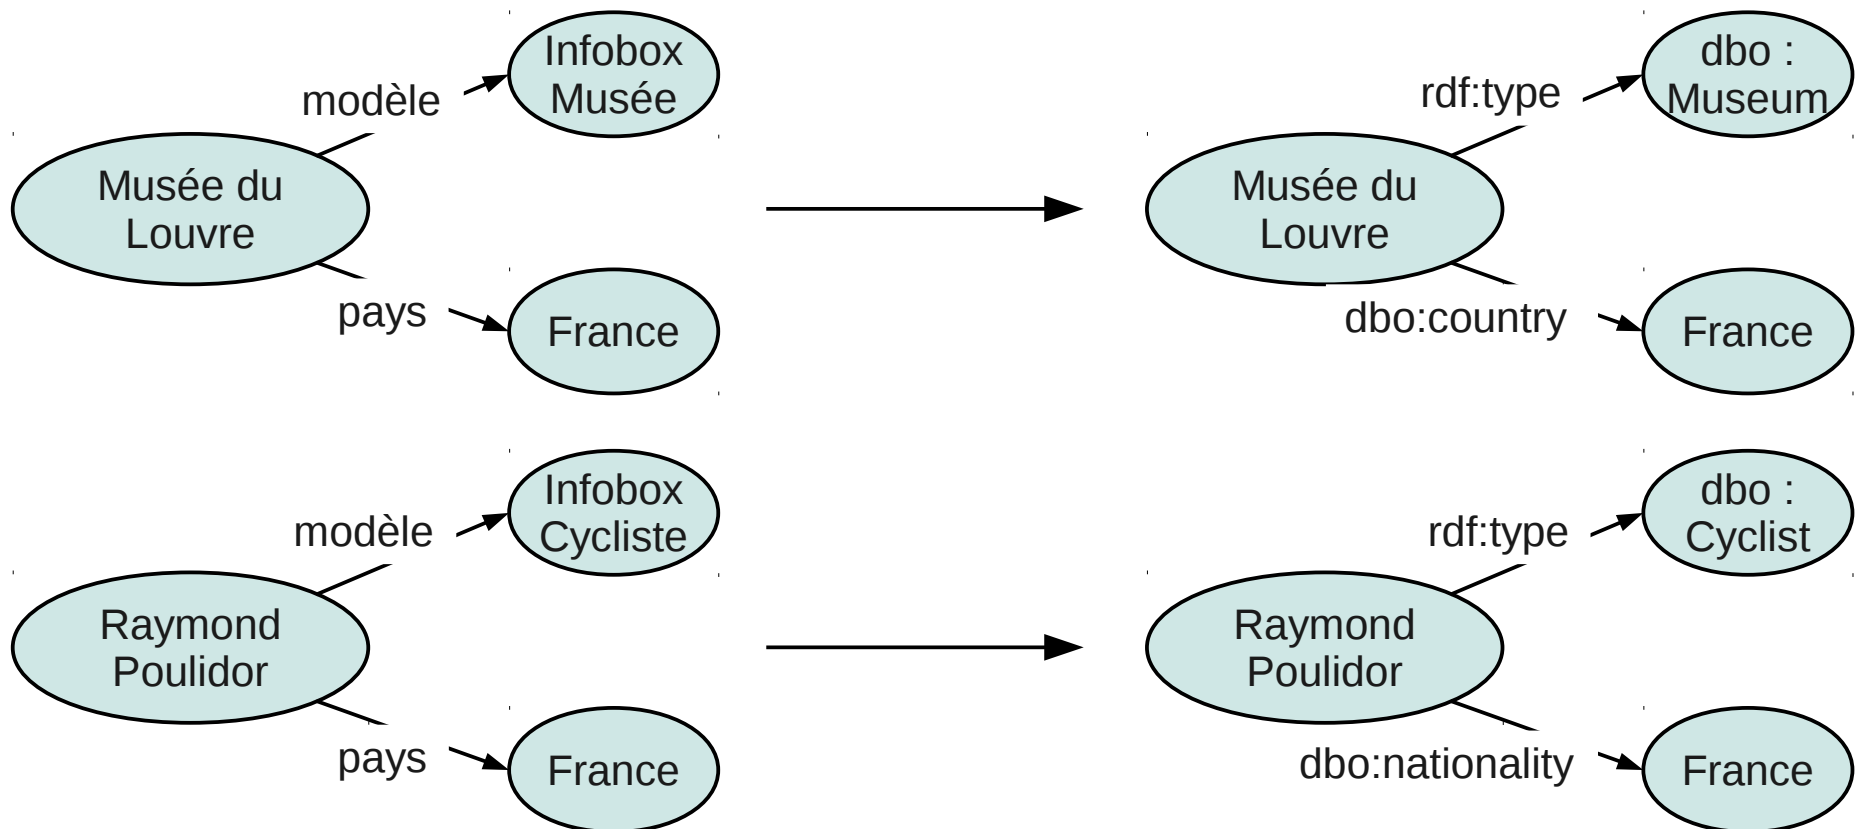 Infobox
Musée
modèle
Musée du
Louvre
pays
France
dbo :
Museum
rdf:type
Musée du
Louvre
dbo:country
France
Infobox
Cycliste
modèle
Raymond
Poulidor
pays
France
dbo :
Cyclist
rdf:type
Raymond
Poulidor
dbo:nationality
France